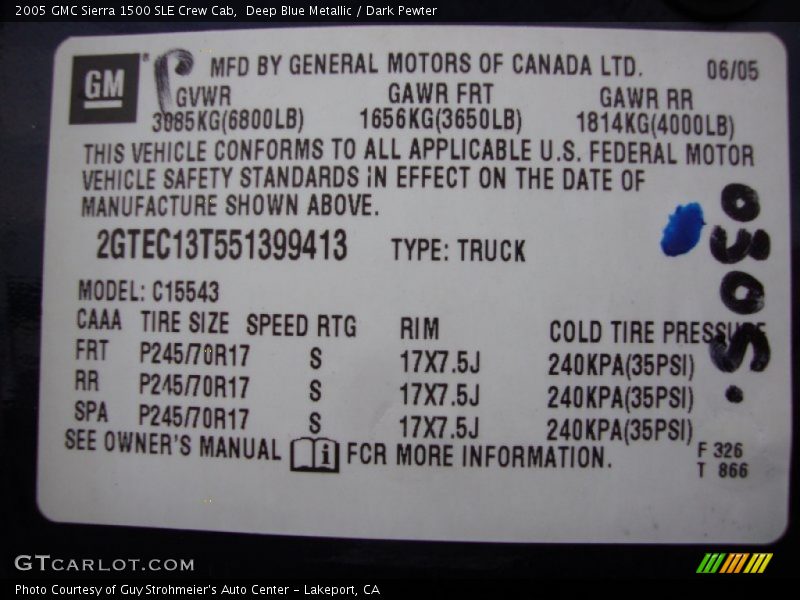 2005 GMC Sierra 1500 SLE Crew Cab, Deep Blue Metallic / Dark Pewter
GM
MFD BY GENERAL MOTORS OF CANADA LTD. 06/05
GVWR GAWR FRT GAWR RR
3085KG(6800LB) 1656KG(3650LB) 1814KG(4000LB)
THIS VEHICLE CONFORMS TO ALL APPLICABLE U.S. FEDERAL MOTOR
VEHICLE SAFETY STANDARDS IN EFFECT ON THE DATE OF
MANUFACTURE SHOWN ABOVE.
2GTEC13T551399413 TYPE: TRUCK
MODEL: C15543
CAAA TIRE SIZE SPEED RTG RIM COLD TIRE PRESSURE
FRT P245/70R17 S 17X7.5J 240KPA(35PSI)
RR P245/70R17 S 17X7.5J 240KPA(35PSI)
SPA P245/70R17 S 17X7.5J 240KPA(35PSI)
SEE OWNER'S MANUAL i FOR MORE INFORMATION.
F 326
T 866
GTCARLOT.COM
Photo Courtesy of Guy Strohmeier's Auto Center – Lakeport, CA